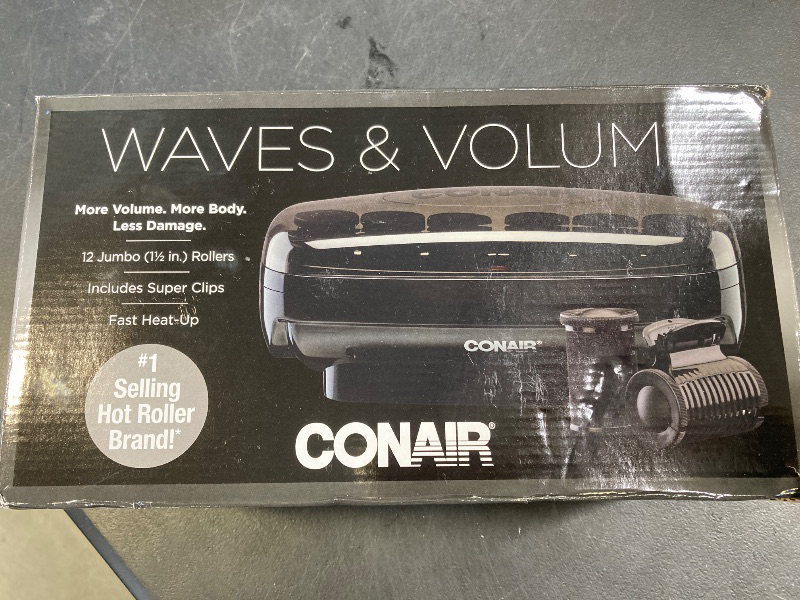 WAVES & VOLUM
More Volume. More Body.
Less Damage.
12 Jumbo (1½ in.) Rollers
Includes Super Clips
Fast Heat-Up
#1
Selling
Hot Roller
Brand!*
CONAIR®
CONAIR®